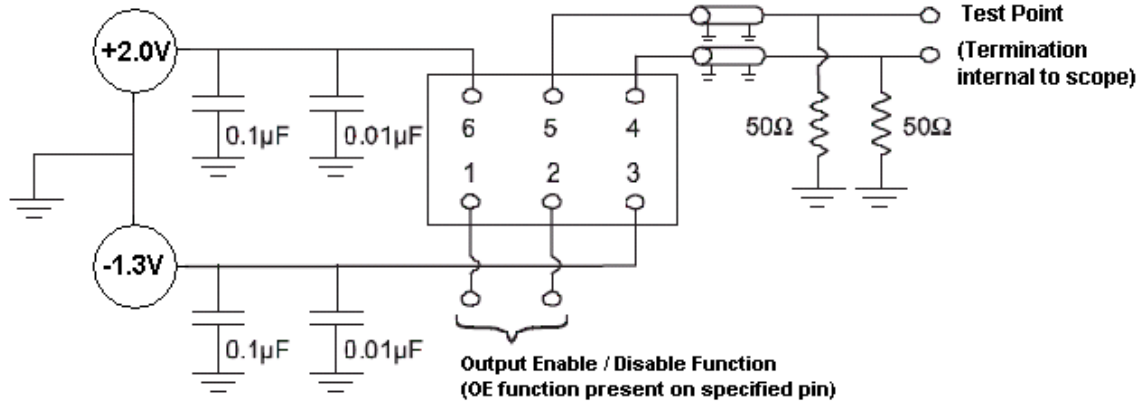 +2.0V
Test Point
(Termination
internal to scope)
0.1µF
0.01µF
6
5
4
50Ω
50Ω
1
2
3
-1.3V
0.1µF
0.01µF
Output Enable / Disable Function
(OE function present on specified pin)